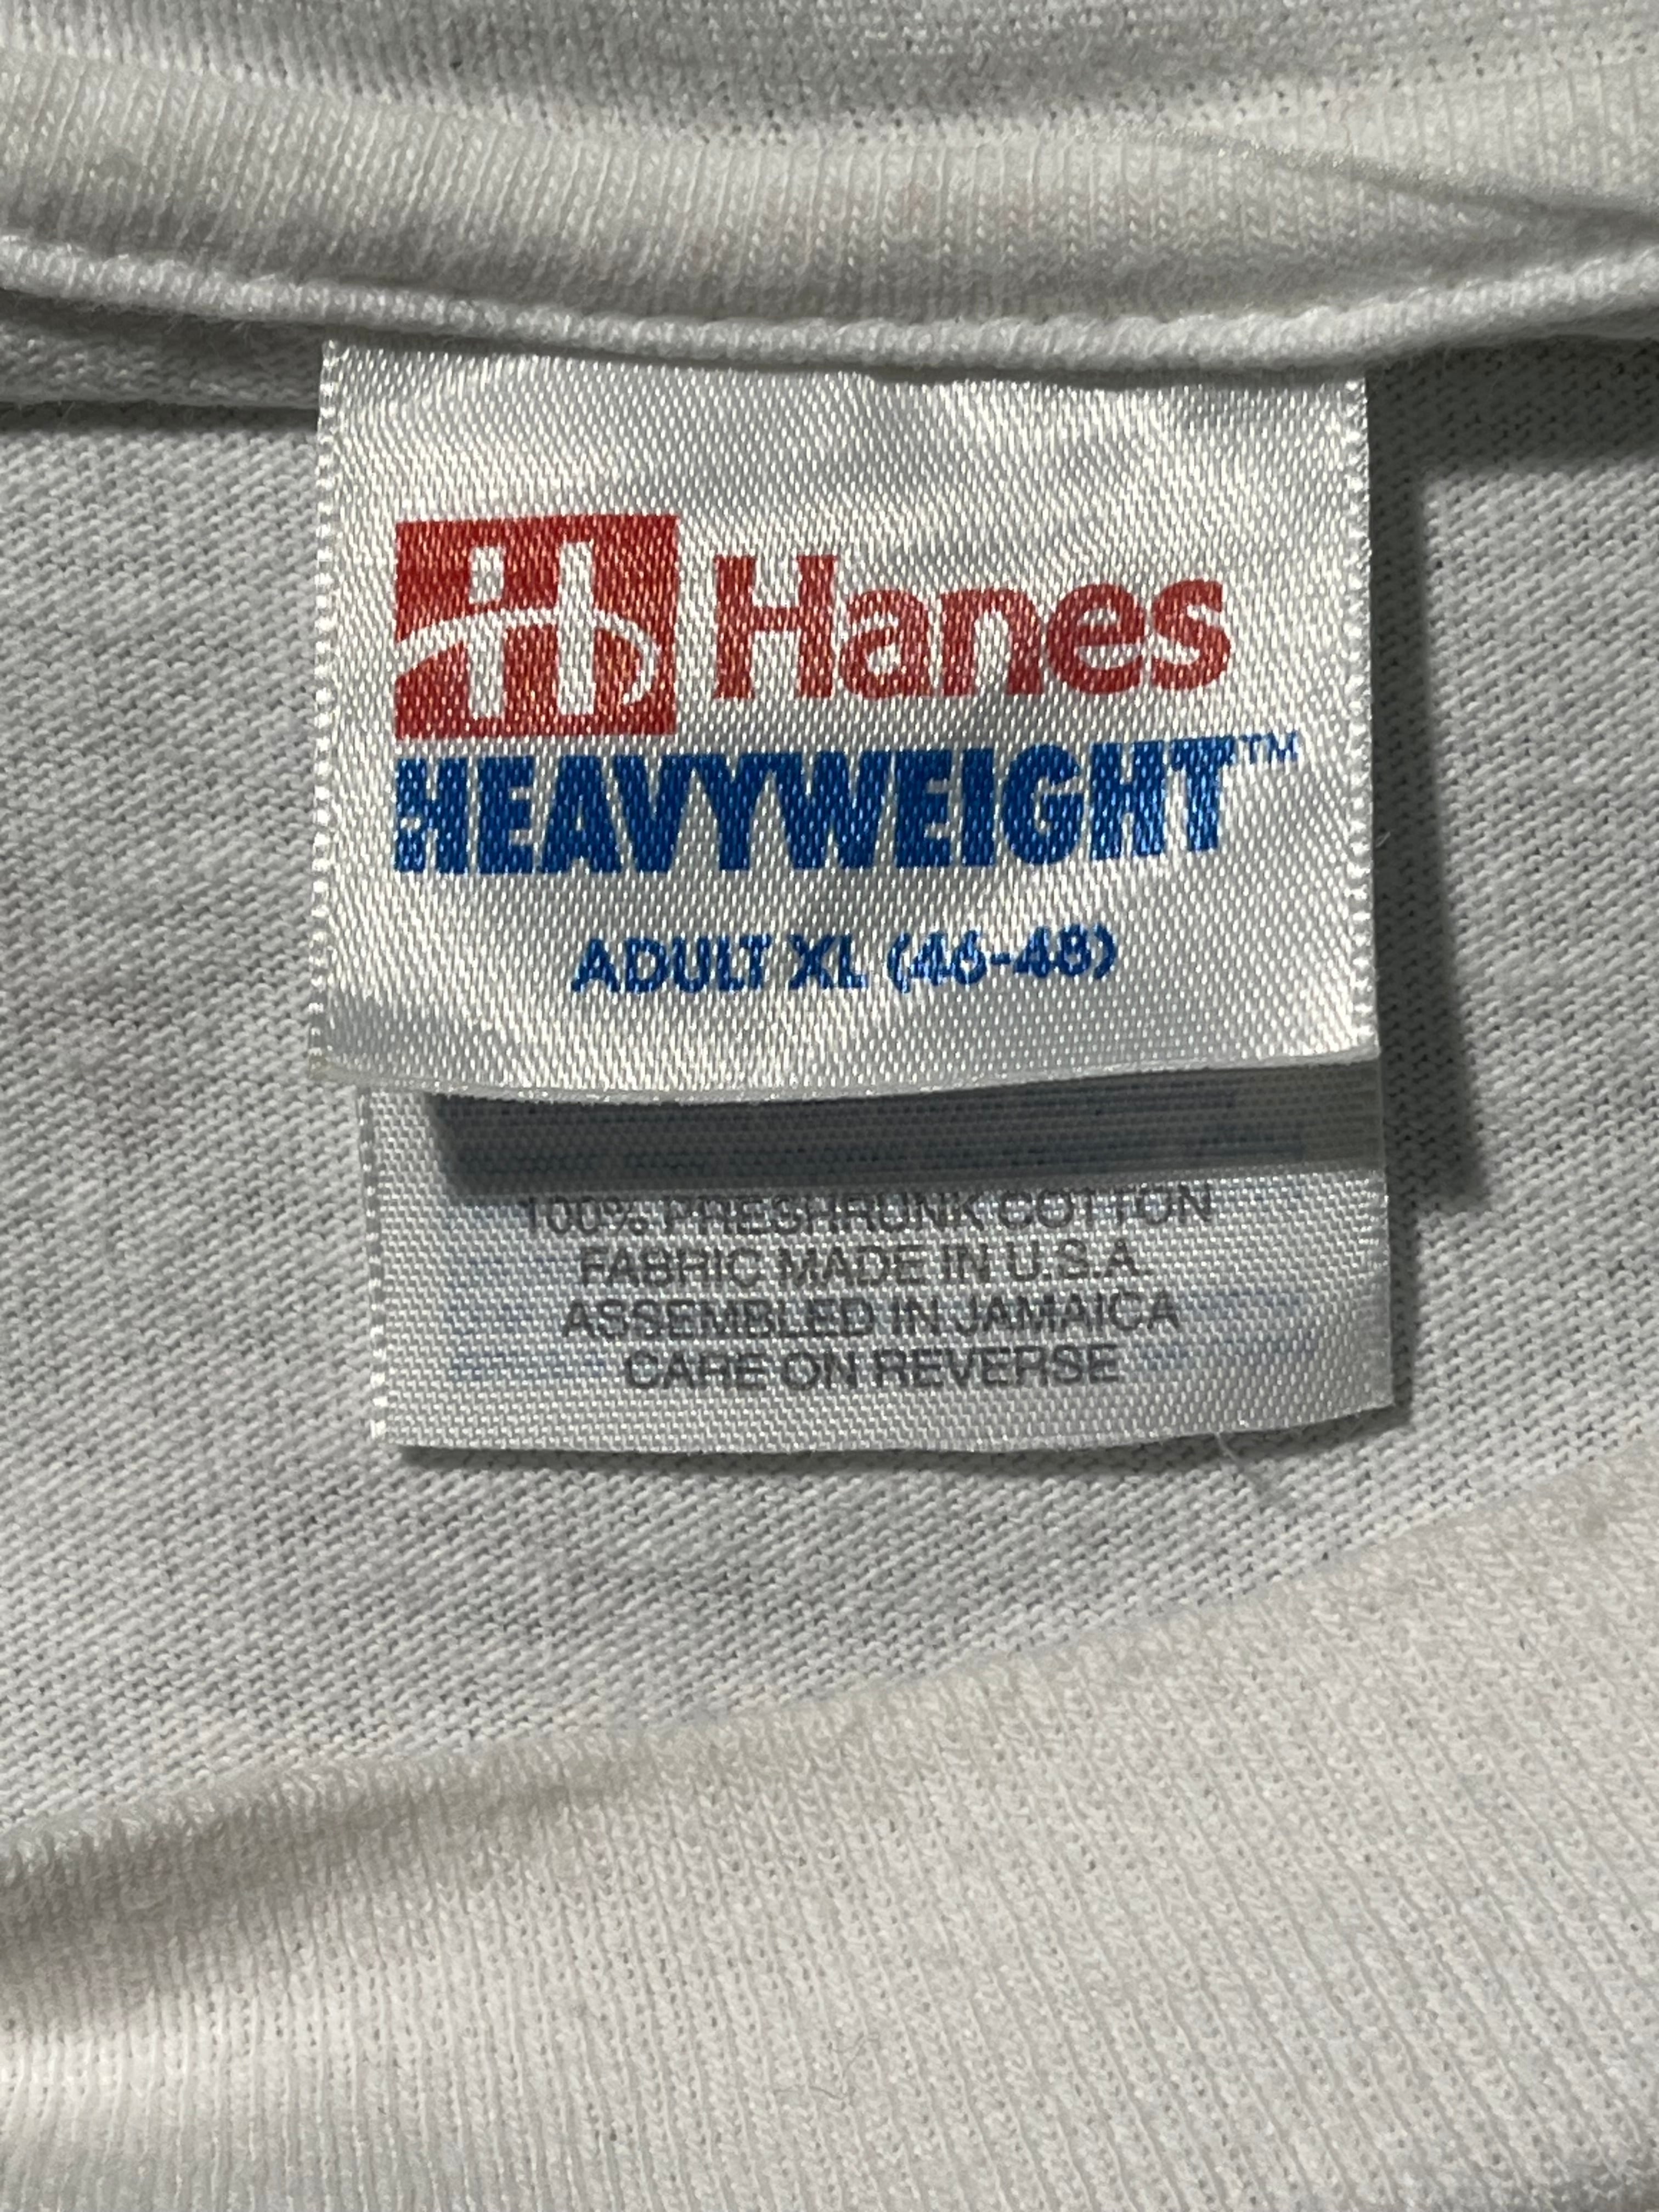 Hanes
HEAVYWEIGHT™
ADULT XL (46-48)
100% PRESHRUNK COTTON
FABRIC MADE IN U.S.A.
ASSEMBLED IN JAMAICA
CARE ON REVERSE